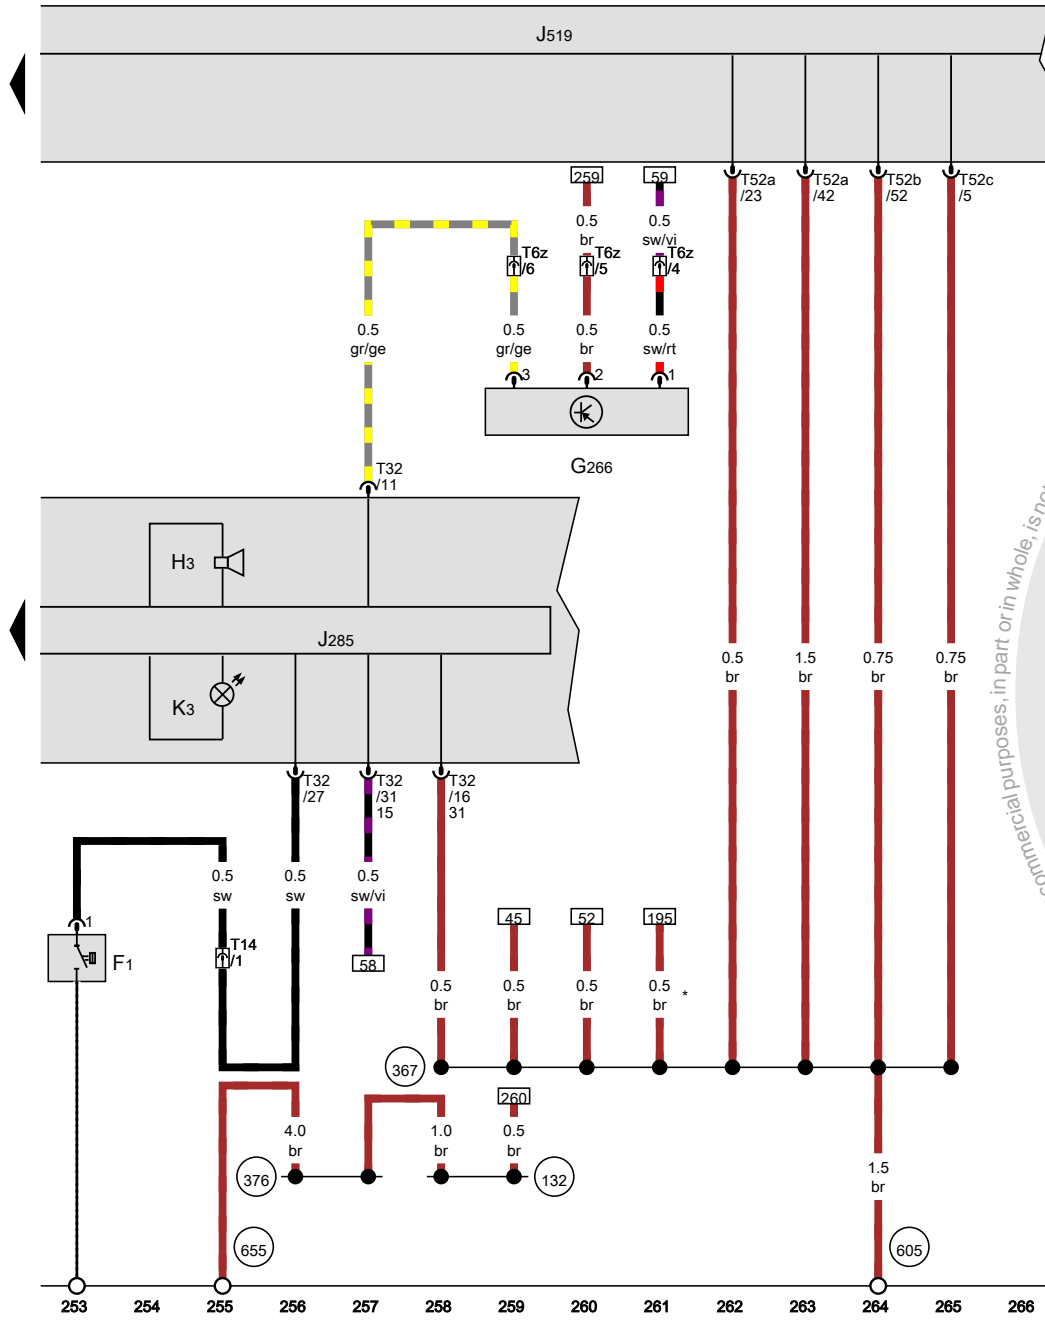 J519
259
59
T52a
/23
T52a
/42
T52b
/52
T52c
/5
0.5
br
0.5
sw/vi
T6z
/6
T6z
/5
T6z
/4
0.5
gr/ge
0.5
gr/ge
0.5
br
0.5
sw/rt
3
2
1
G266
T32
/11
H3
J285
K3
0.5
br
1.5
br
0.75
br
0.75
br
T32
/27
T32
/31
15
T32
/16
31
0.5
sw
0.5
sw
0.5
sw/vi
1
F1
T14
/1
58
45
52
195
0.5
br
0.5
br
0.5
br
0.5
br
*
367
260
4.0
br
1.0
br
0.5
br
376
132
1.5
br
655
605
253 254 255 256 257 258 259 260 261 262 263 264 265 266
commercial purposes, in part or in whole, is not